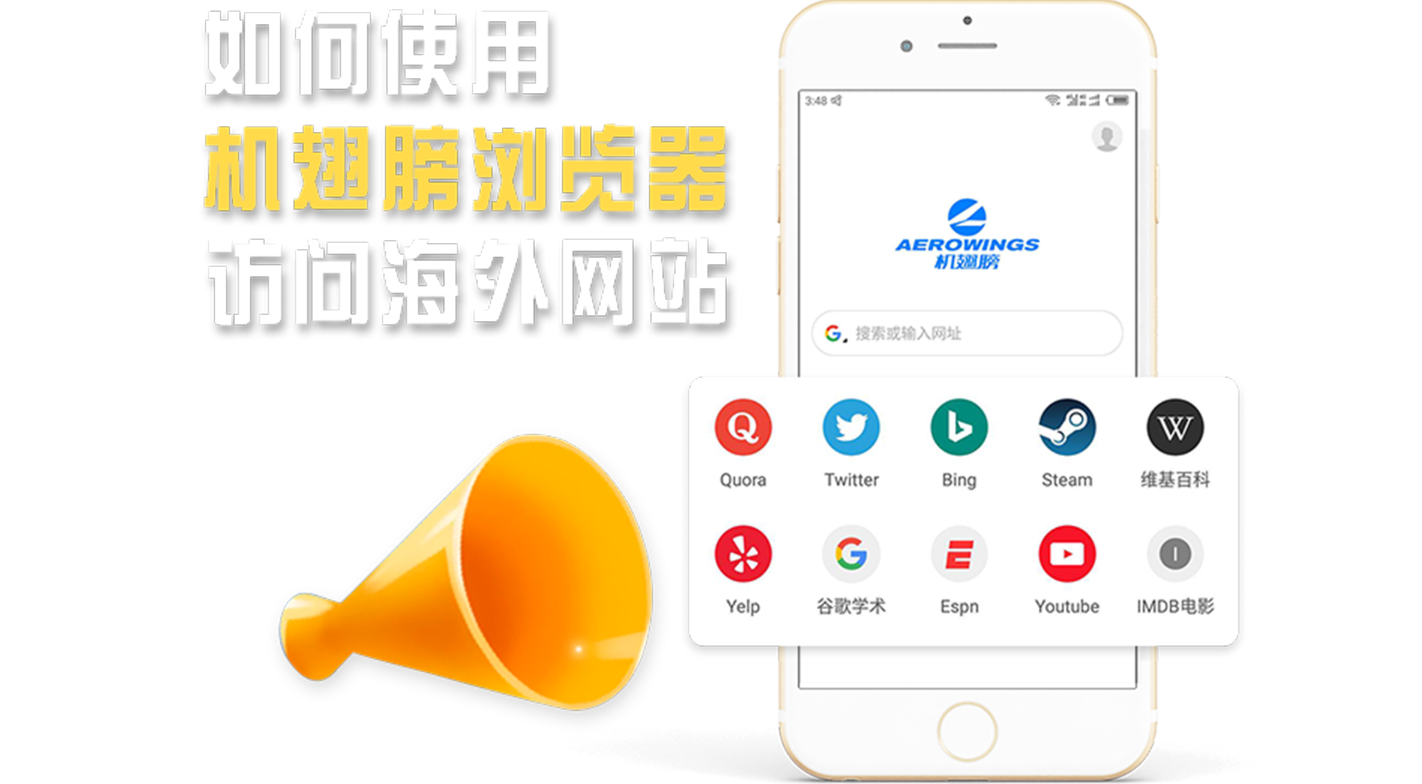 如何使用
机翅膀浏览器
访问海外网站
3:48
AEROWINGS
机翅膀
搜索或输入网址
Quora
Twitter
Bing
Steam
维基百科
Yelp
谷歌学术
Espn
Youtube
IMDB电影